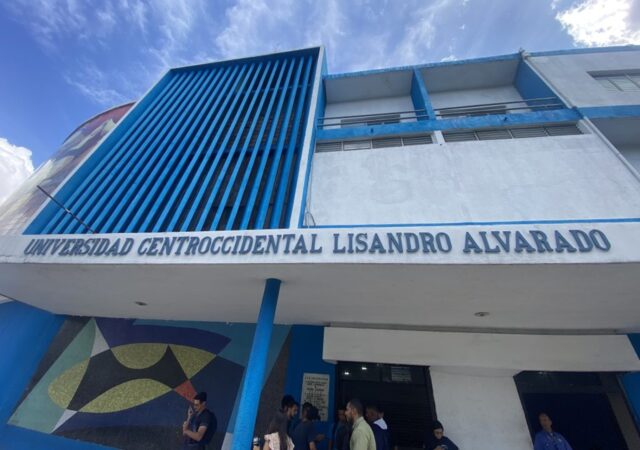 UNIVERSIDAD CENTROCCIDENTAL LISANDRO ALVARADO